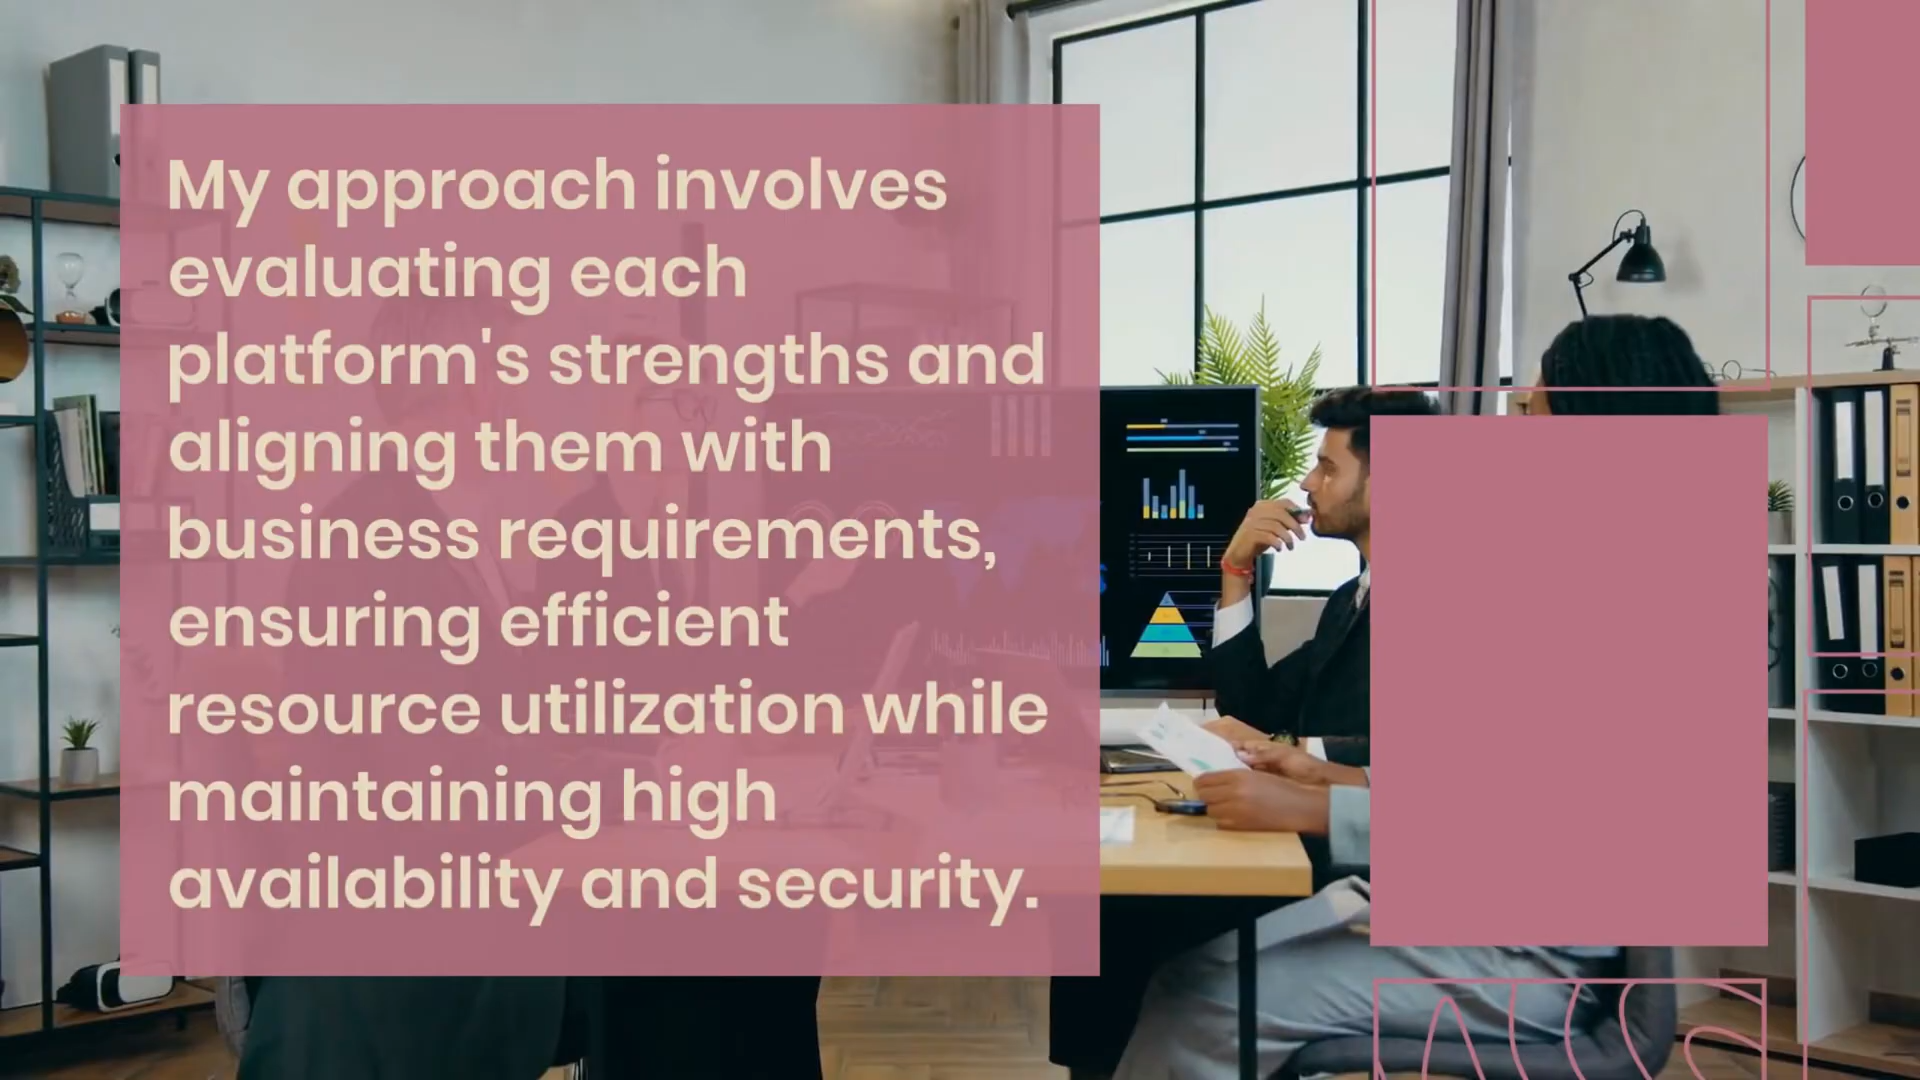 My approach involves
evaluating each
platform's strengths and
aligning them with
business requirements,
ensuring efficient
resource utilization while
maintaining high
availability and security.